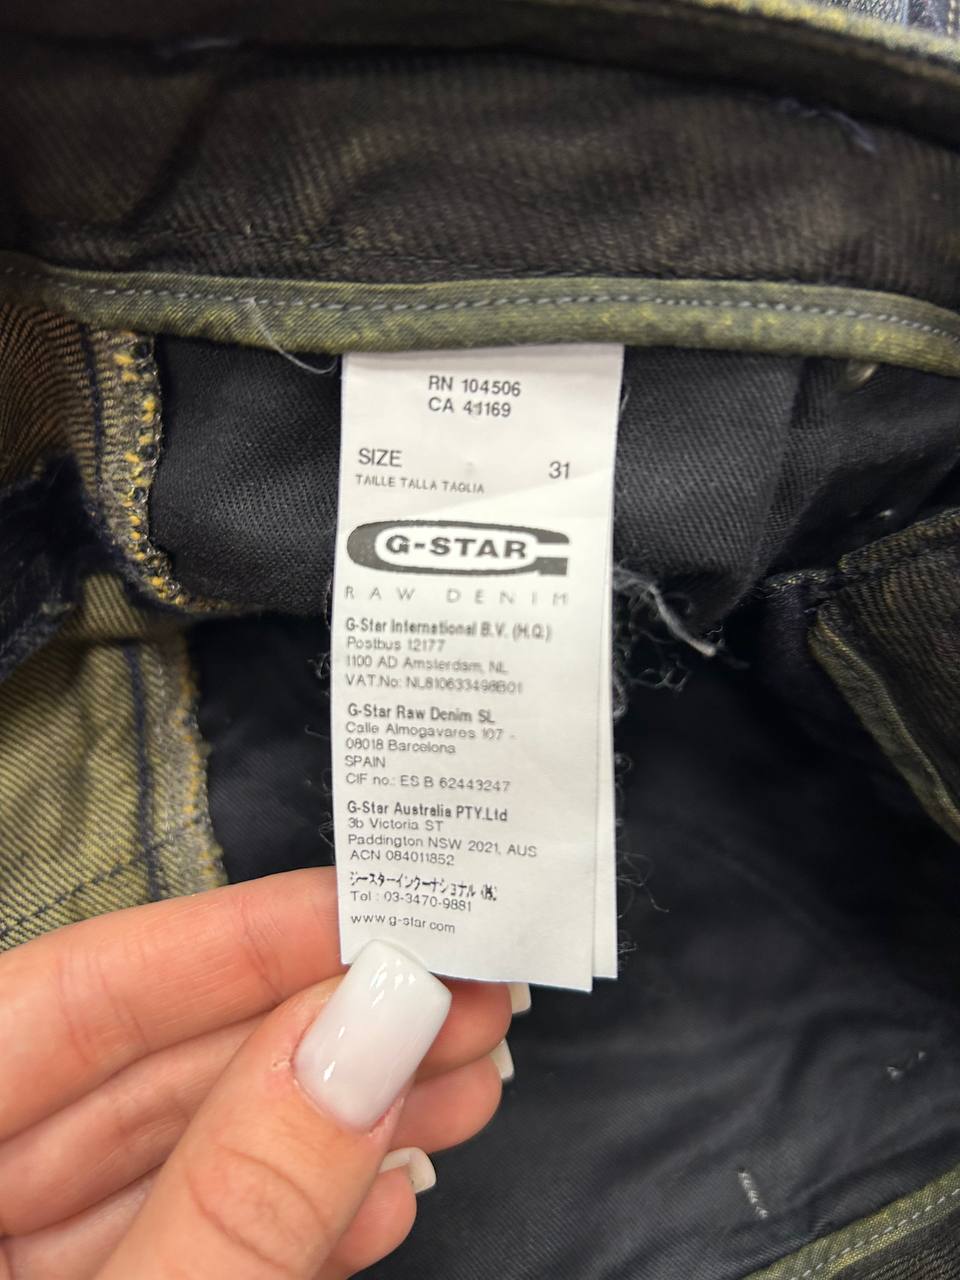 RN 104506
CA 41169
SIZE 31
TAILLE TALLA TAGLIA
G-STAR
RAW DENIM
G-Star International B.V. (H.Q.)
Postbus 12177
1100 AD Amsterdam, NL
VAT.No: NL810633498B01
G-Star Raw Denim SL
Calle Almogavares 107 -
08018 Barcelona
SPAIN
CIF no.: ES B 62443247
G-Star Australia PTY.Ltd
3b Victoria ST
Paddington NSW 2021, AUS
ACN 084011852
ジースターインターナショナル (株)
Tel : 03-3470-9881
www.g-star.com